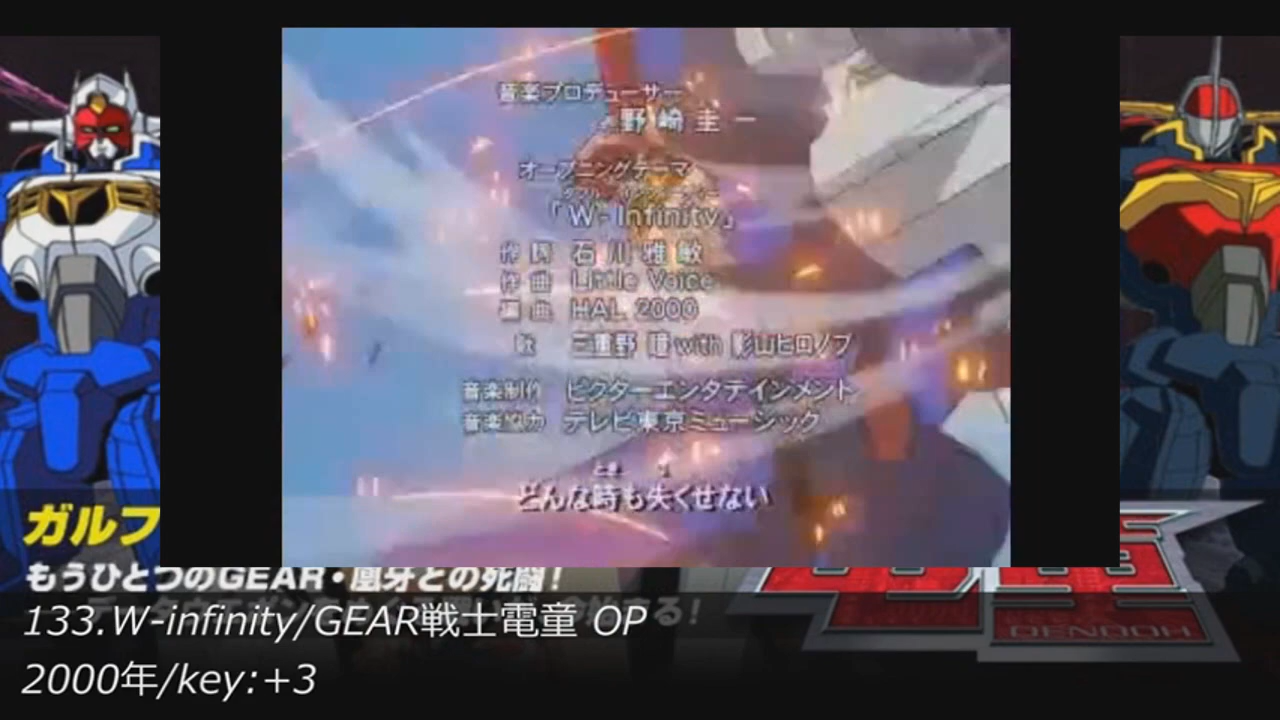 音楽プロデューサー
野崎圭一
オープニングテーマ
「W-Infinity」
作詞 石川雅敏
作曲 Little Voice
編曲 HAL 2000
歌 三重野 瞳 with 影山ヒロノブ
音楽制作 ビクターエンタテインメント
音楽協力 テレビ東京ミュージック
とき
どんな時も失くせない
ガルフ
もうひとつのGEAR・凰牙との死闘!
る!
DENDOH
133.W-infinity/GEAR戦士電童 OP
2000年/key:+3